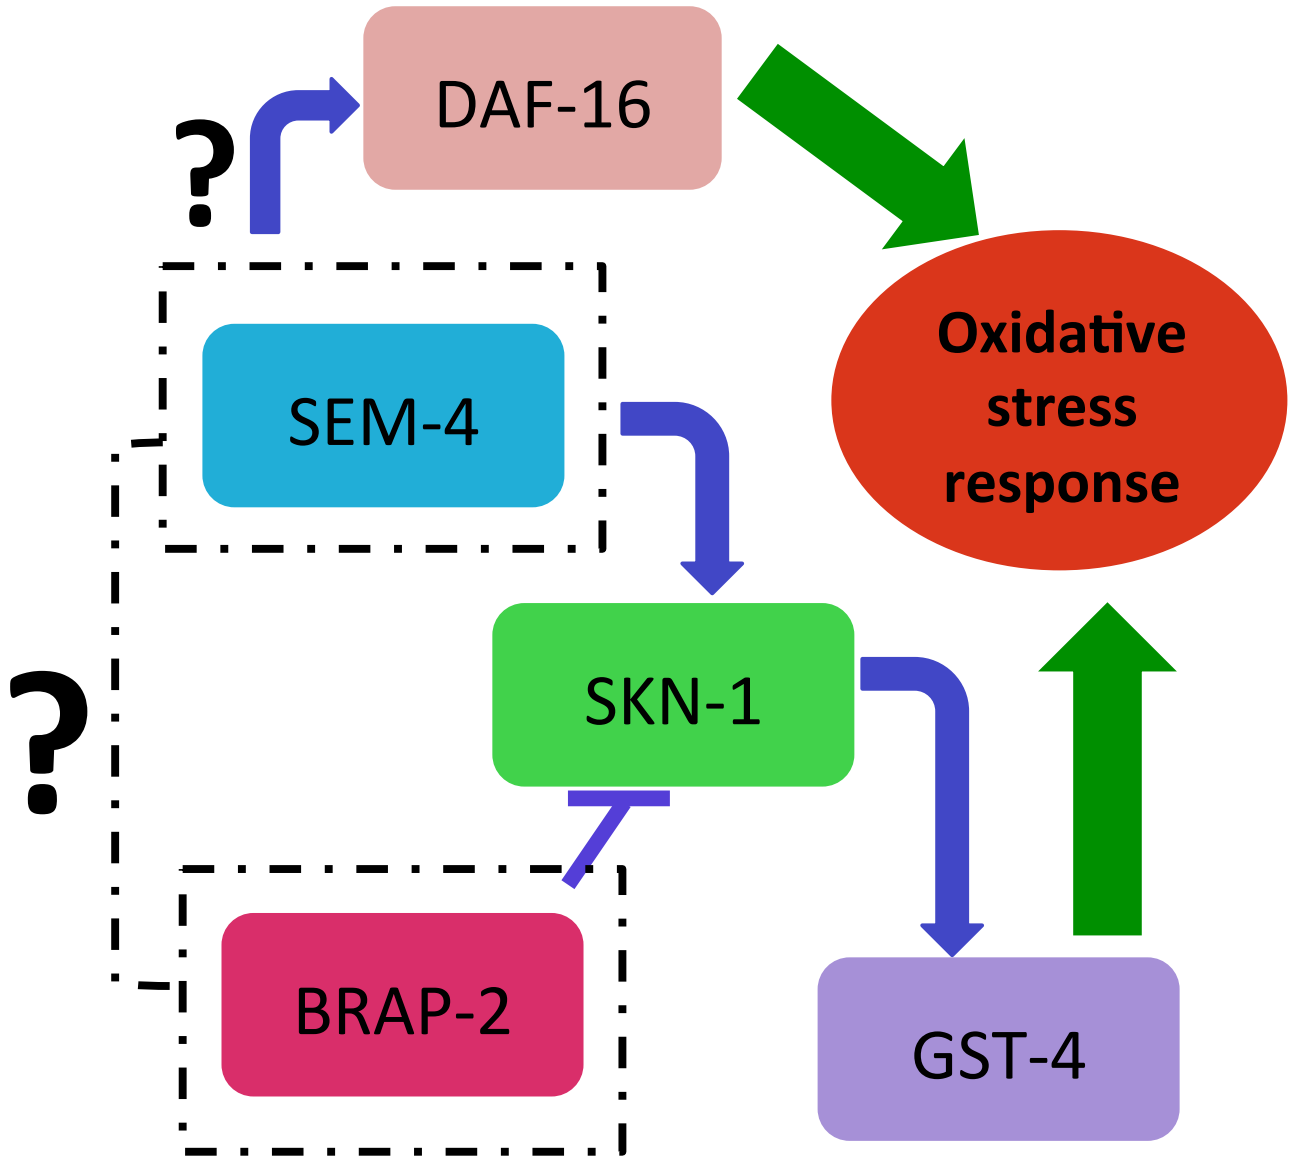 DAF-16
?
Oxidative
stress
response
SEM-4
SKN-1
?
BRAP-2
GST-4